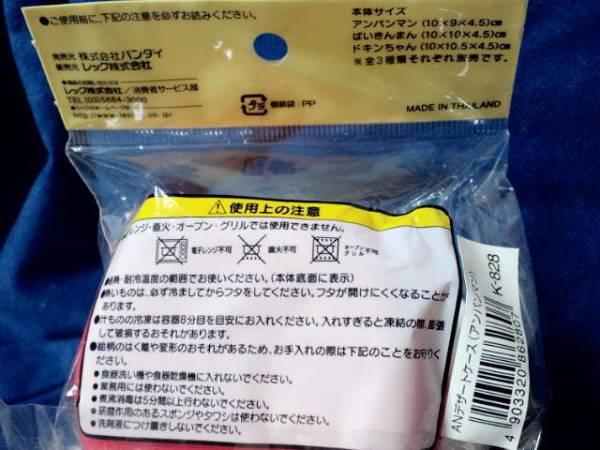 ●ご使用前に、下記の注意を必ずお読みください。
発売元 株式会社バンダイ
製造元 レック株式会社
レック株式会社/消費者サービス部
TEL(03)5684-3000
プラ 個装袋:PP
本体サイズ
アンパンマン(10×9×4.5)cm
ばいきんまん(10×10×4.5)cm
ドキンちゃん(10×10.5×4.5)cm
※全3種類それぞれ別売です。
MADE IN THAILAND
⚠使用上の注意
レンジ・直火・オーブン・グリルでは使用できません。
電子レンジ不可 直火不可 オーブン不可 グリル
●耐熱・耐冷温度の範囲でお使いください。(本体底面に表示)
●熱いものは、必ず冷ましてからフタをしてください。フタが開けにくくなることが
あります。
●汁ものの冷凍は容器8分目を目安にお入れください。入れすぎると凍結の際、膨張
して破損するおそれがあります。
●絵柄のはく離や変形のおそれがあるため、お手入れの際は下記のことをお守りく
ださい。
●食器洗い機や食器乾燥機に入れないでください。
●業務用には使わないでください。
●煮沸消毒は5分間以上行わないでください。
●研磨作用のあるスポンジやタワシは使わないでください。
●洗剤液につけ置きしないでください。
ANデザートケース(アンパンマン)
K-828
4 903320 862807